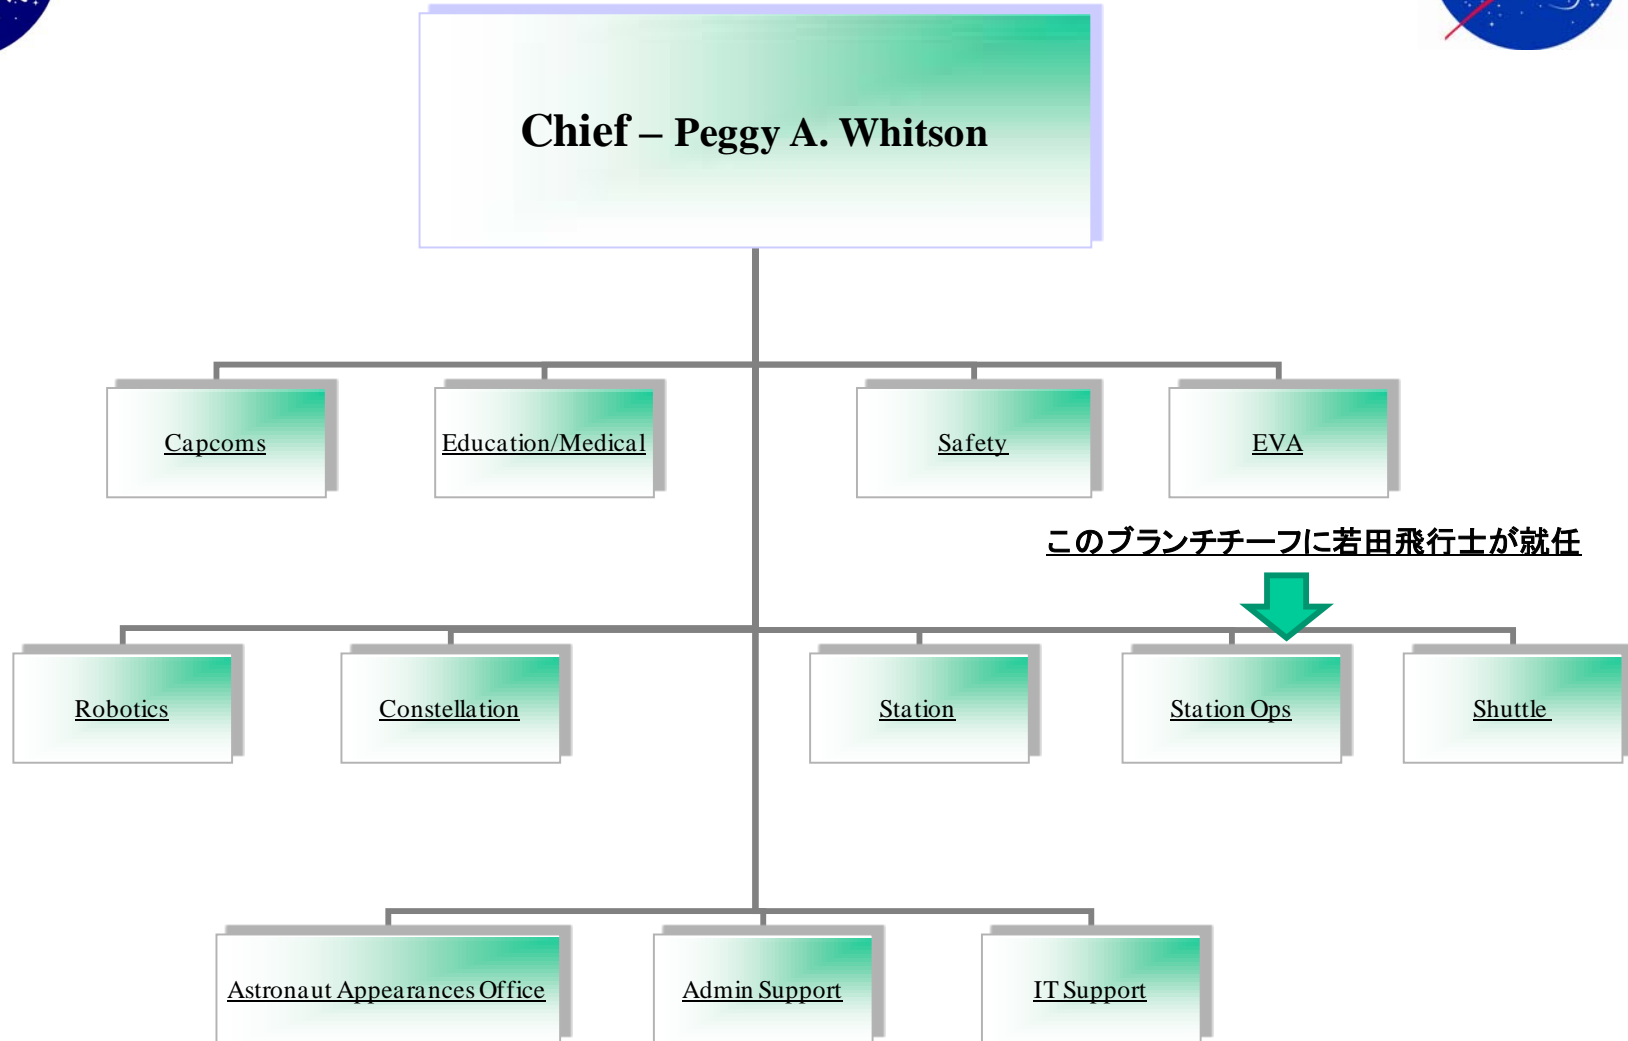 Chief – Peggy A. Whitson
Capcoms
Education/Medical
Safety
EVA
このブランチチーフに若田飛行士が就任
Robotics
Constellation
Station
Station Ops
Shuttle
Astronaut Appearances Office
Admin Support
IT Support